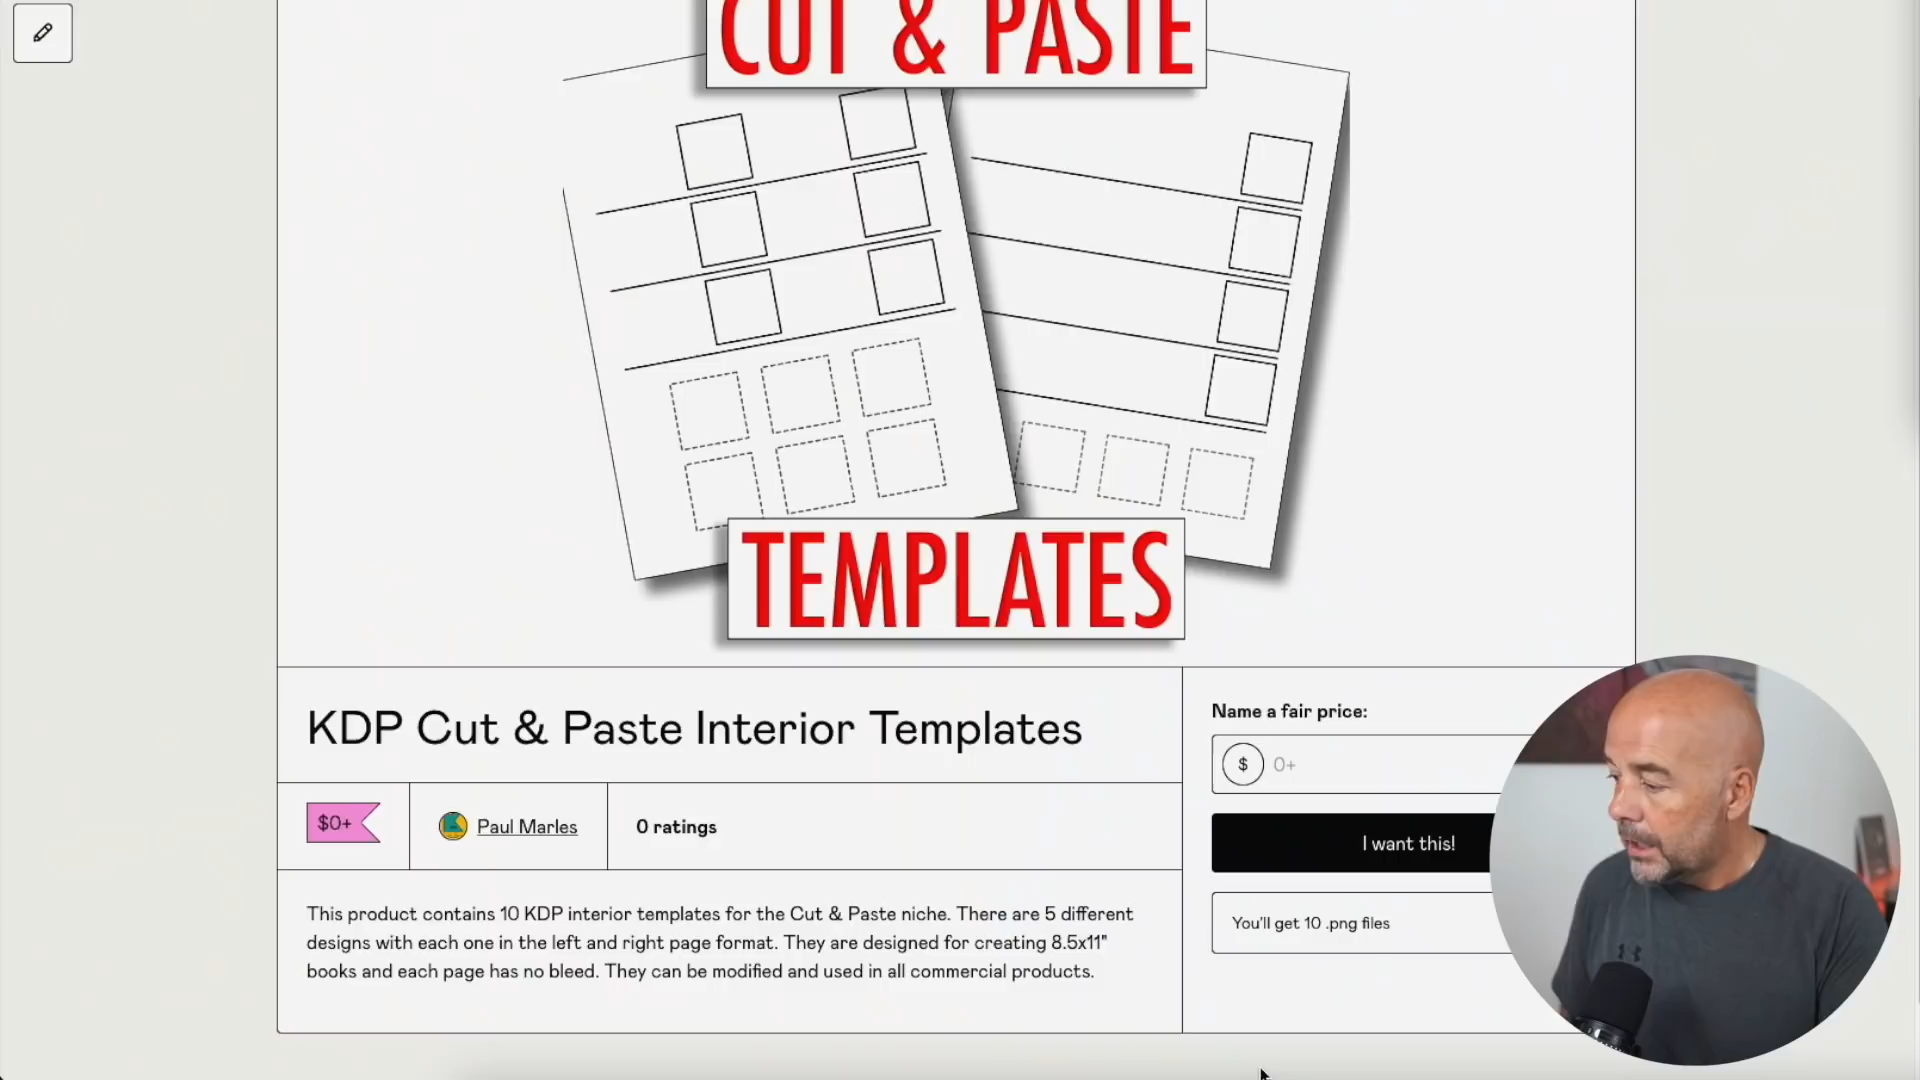 CUT & PASTE
TEMPLATES
KDP Cut & Paste Interior Templates
$0+
Paul Marles
0 ratings
This product contains 10 KDP interior templates for the Cut & Paste niche. There are 5 different
designs with each one in the left and right page format. They are designed for creating 8.5x11"
books and each page has no bleed. They can be modified and used in all commercial products.
Name a fair price:
$ 0+
I want this!
You'll get 10 .png files